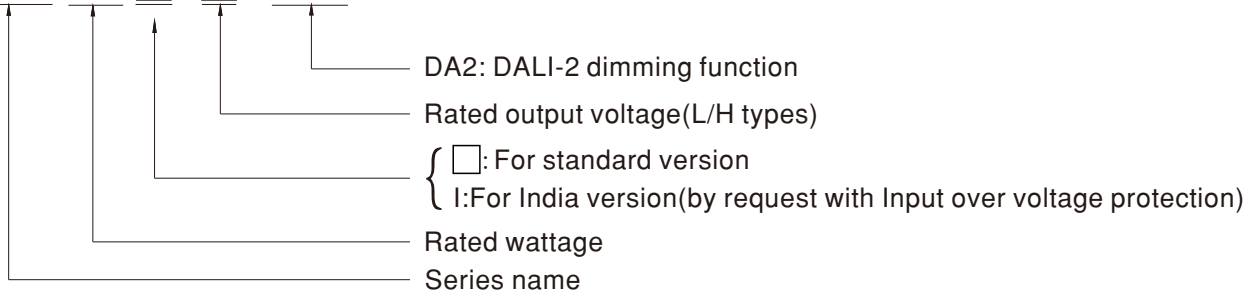 DA2: DALI-2 dimming function
Rated output voltage(L/H types)
□: For standard version
I:For India version(by request with Input over voltage protection)
Rated wattage
Series name